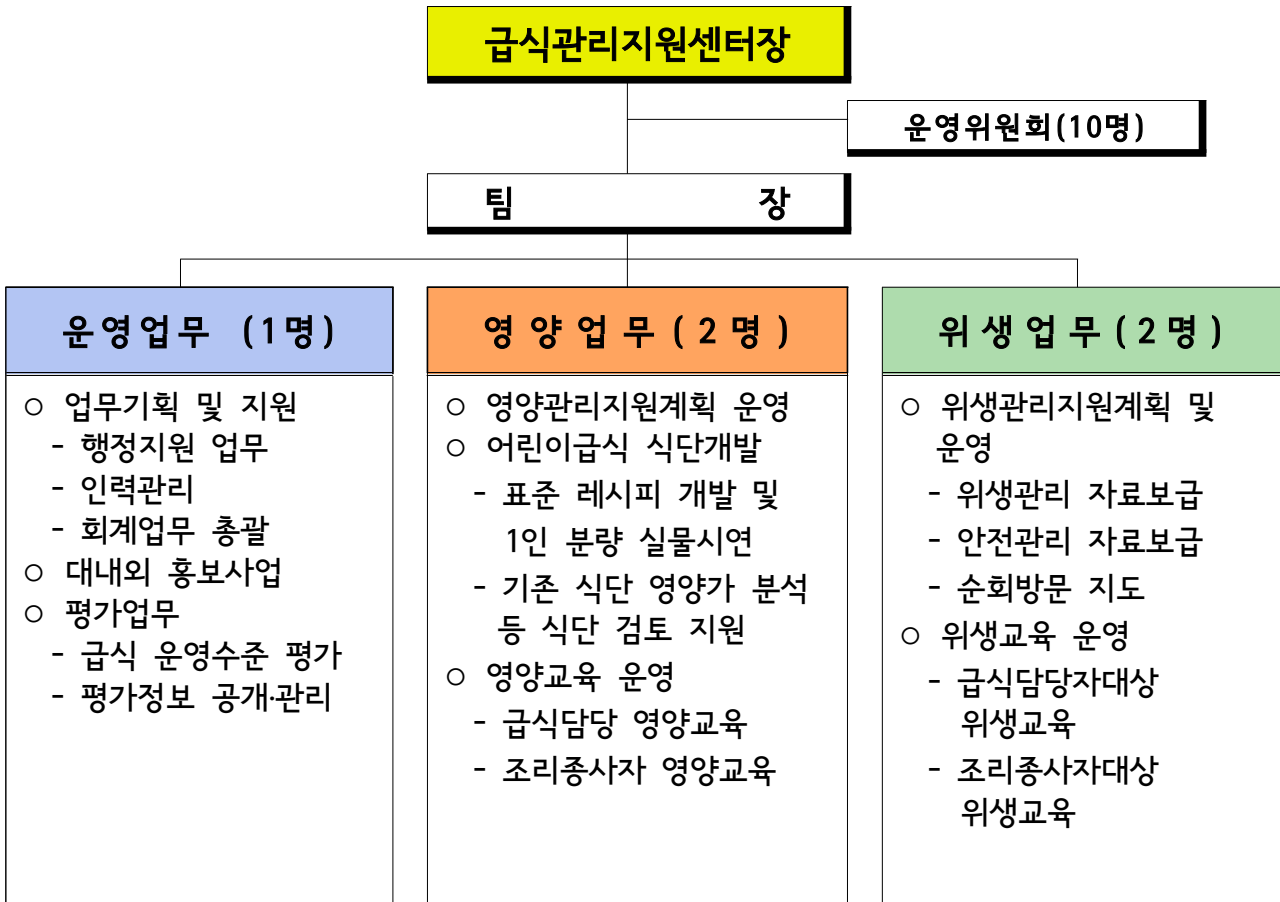 급식관리지원센터장
운영위원회(10명)
팀 장
운영업무 (1명)
○ 업무기획 및 지원
- 행정지원 업무
- 인력관리
- 회계업무 총괄
○ 대내외 홍보사업
○ 평가업무
- 급식 운영수준 평가
- 평가정보 공개·관리
영양업무(2명)
○ 영양관리지원계획 운영
○ 어린이급식 식단개발
- 표준 레시피 개발 및
1인 분량 실물시연
- 기존 식단 영양가 분석
등 식단 검토 지원
○ 영양교육 운영
- 급식담당 영양교육
- 조리종사자 영양교육
위생업무(2명)
○ 위생관리지원계획 및
운영
- 위생관리 자료보급
- 안전관리 자료보급
- 순회방문 지도
○ 위생교육 운영
- 급식담당자대상
위생교육
- 조리종사자대상
위생교육